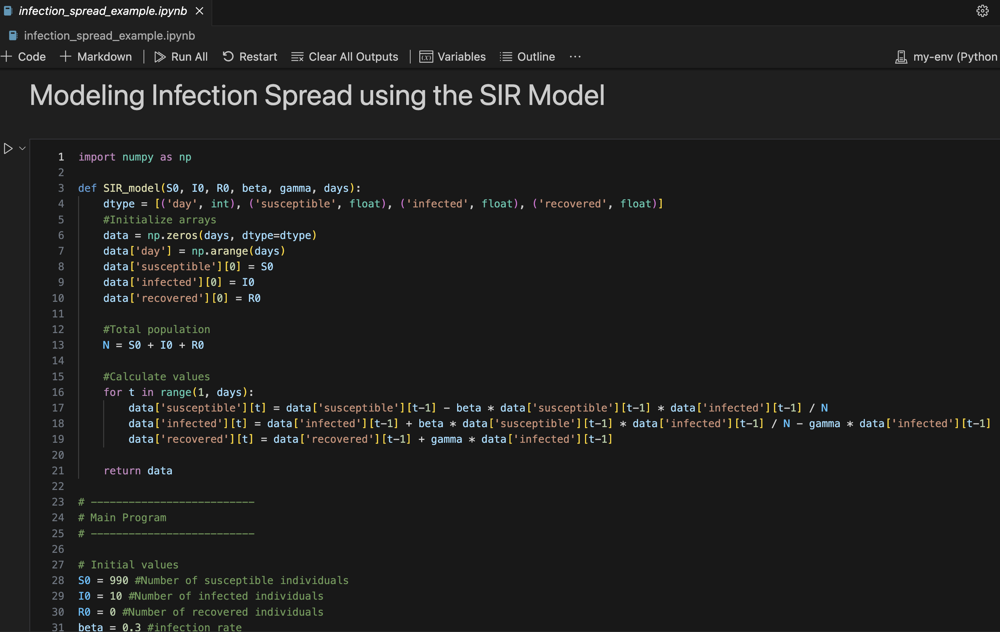 infection_spread_example.ipynb
infection_spread_example.ipynb
Code Markdown Run All Restart Clear All Outputs Variables Outline ... my-env (Python
Modeling Infection Spread using the SIR Model
1 import numpy as np
2
3 def SIR_model(S0, I0, R0, beta, gamma, days):
4     dtype = [('day', int), ('susceptible', float), ('infected', float), ('recovered', float)]
5     #Initialize arrays
6     data = np.zeros(days, dtype=dtype)
7     data['day'] = np.arange(days)
8     data['susceptible'][0] = S0
9     data['infected'][0] = I0
10     data['recovered'][0] = R0
11
12     #Total population
13     N = S0 + I0 + R0
14
15     #Calculate values
16     for t in range(1, days):
17         data['susceptible'][t] = data['susceptible'][t-1] - beta * data['susceptible'][t-1] * data['infected'][t-1] / N
18         data['infected'][t] = data['infected'][t-1] + beta * data['susceptible'][t-1] * data['infected'][t-1] / N - gamma * data['infected'][t-1]
19         data['recovered'][t] = data['recovered'][t-1] + gamma * data['infected'][t-1]
20
21     return data
22
23 # --------------------------
24 # Main Program
25 # --------------------------
26
27 # Initial values
28 S0 = 990 #Number of susceptible individuals
29 I0 = 10 #Number of infected individuals
30 R0 = 0 #Number of recovered individuals
31 beta = 0.3 #infection rate